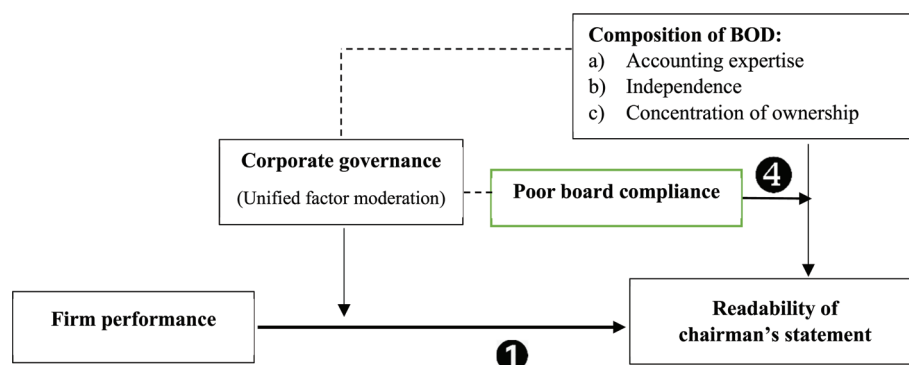 Composition of BOD:
a) Accounting expertise
b) Independence
c) Concentration of ownership
Corporate governance
(Unified factor moderation)
Poor board compliance
4
Firm performance
Readability of
chairman's statement
1